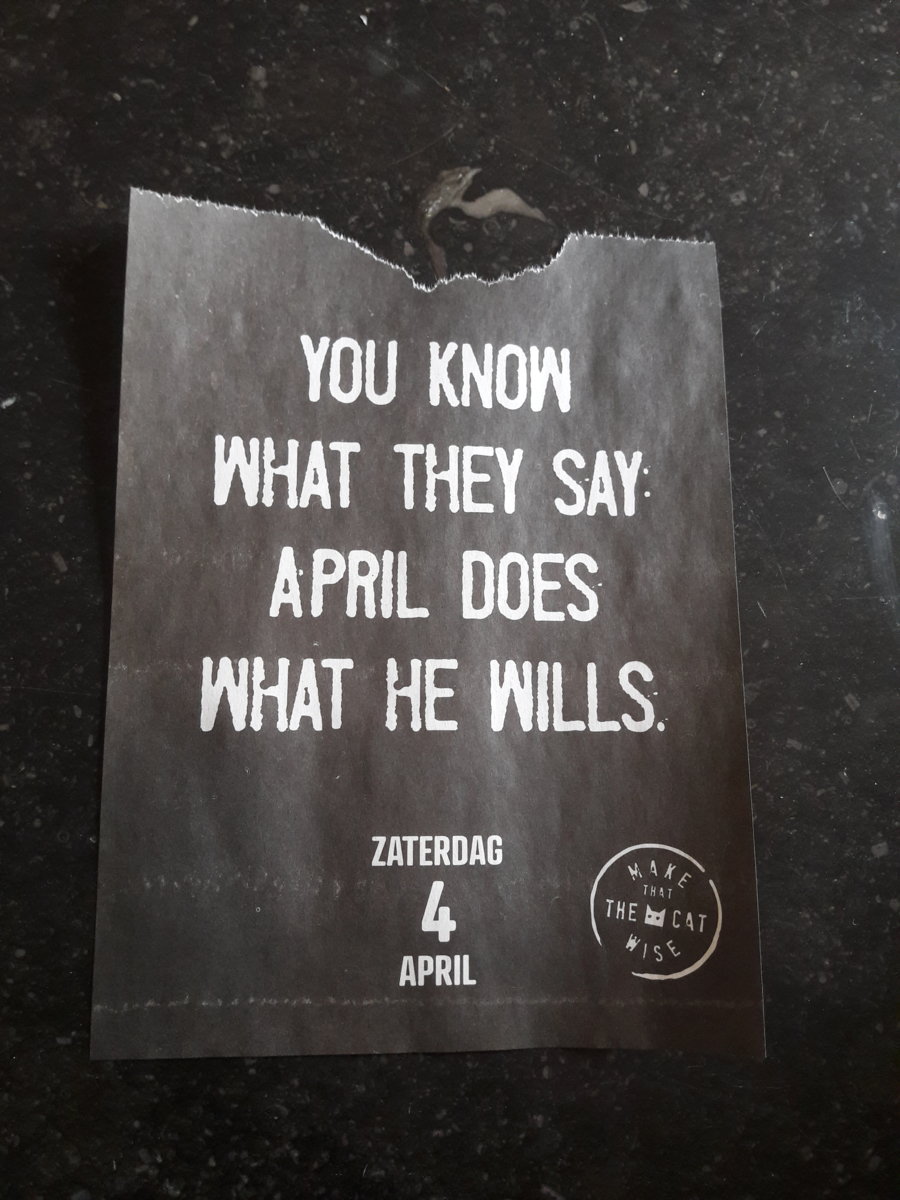 YOU KNOW
WHAT THEY SAY:
APRIL DOES
WHAT HE WILLS.
ZATERDAG
4
APRIL
MAKE
THAT
THE CAT
WISE